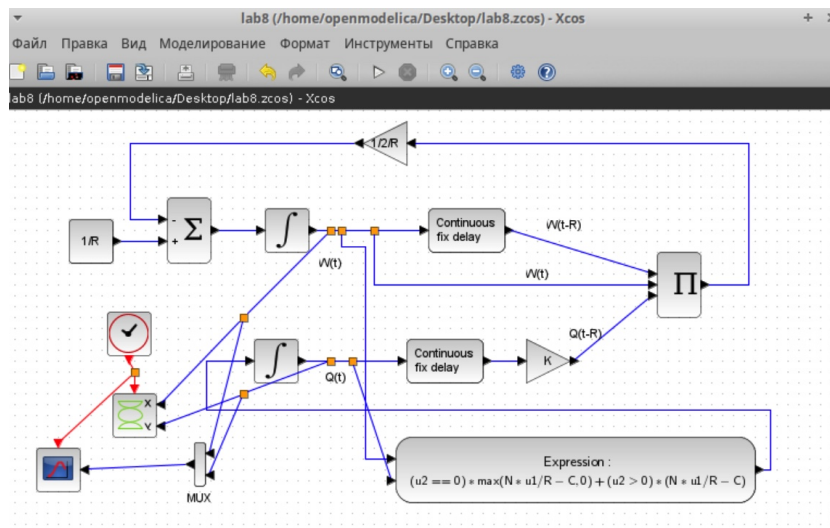 lab8 (/home/openmodelica/Desktop/lab8.zcos) - Xcos
Файл Правка Вид Моделирование Формат Инструменты Справка
lab8 (/home/openmodelica/Desktop/lab8.zcos) - Xcos
1/2/R
1/R
-
+
Σ
∫
Continuous
fix delay
W(t-R)
W(t)
W(t)
Π
Q(t-R)
∫
Q(t)
Continuous
fix delay
K
X
Y
MUX
Expression :
(u2 == 0) * max(N * u1/R − C, 0) + (u2 > 0) * (N * u1/R − C)